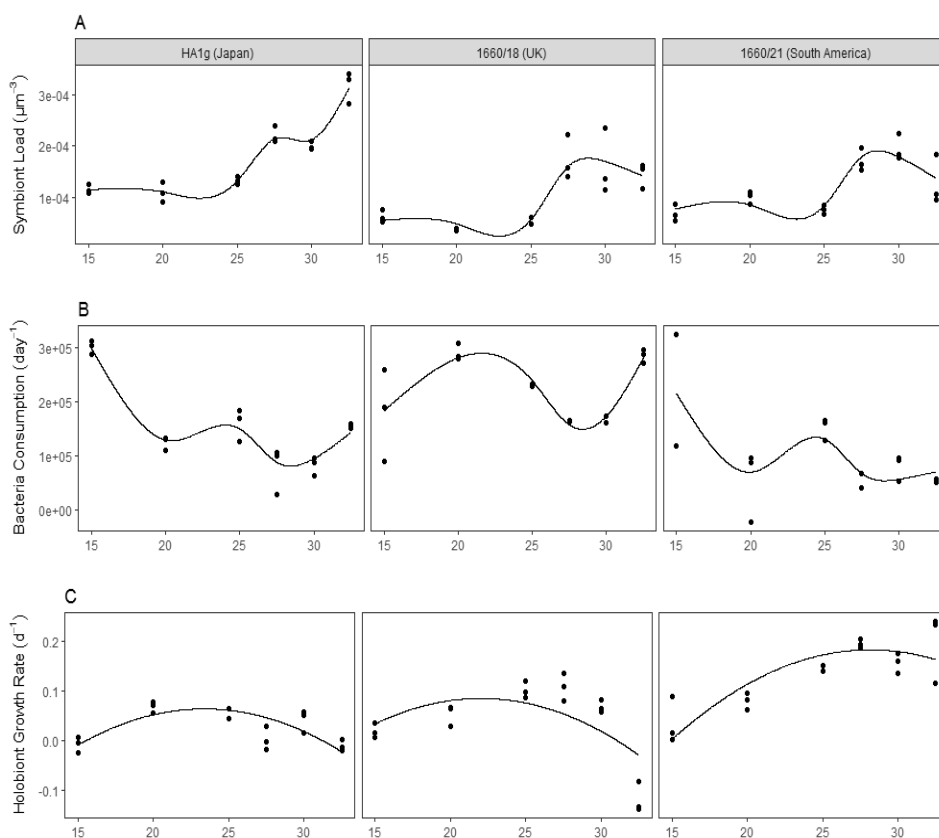 A
HA1g (Japan) 1660/18 (UK) 1660/21 (South America)
Symbiont Load (µm⁻³)
3e-04
2e-04
1e-04
15 20 25 30 15 20 25 30 15 20 25 30
B
Bacteria Consumption (day⁻¹)
3e+05
2e+05
1e+05
0e+00
15 20 25 30 15 20 25 30 15 20 25 30
C
Holobiont Growth Rate (d⁻¹)
0.2
0.1
0.0
-0.1
15 20 25 30 15 20 25 30 15 20 25 30